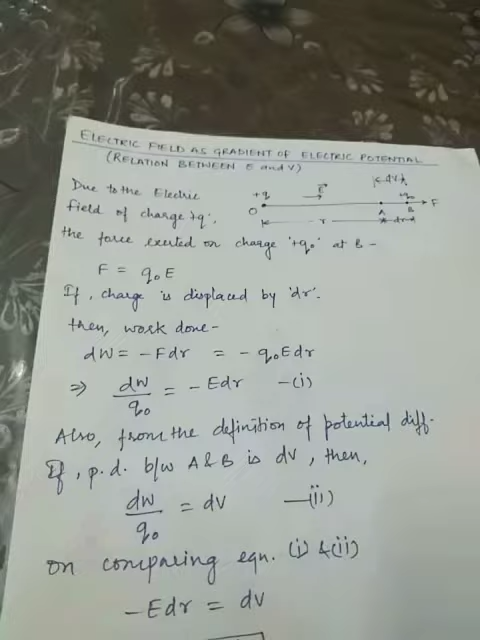 ELECTRIC FIELD AS GRADIENT OF ELECTRIC POTENTIAL
(RELATION BETWEEN E and V)
Due to the Electric
field of charge +q,
the force exerted on charge '+q₀' at B -
+q
O
E
r
dV
A
B
q₀
dr
F
F = q₀E
If, charge is displaced by 'dr'.
then, work done-
dW = -Fdr = - q₀Edr
⇒ dW/q₀ = - Edr -(i)
Also, from the definition of potential diff.
If, p.d. b/w A & B is dV, then,
dW/q₀ = dV -(ii)
on comparing eqn. (i) & (ii)
-Edr = dV